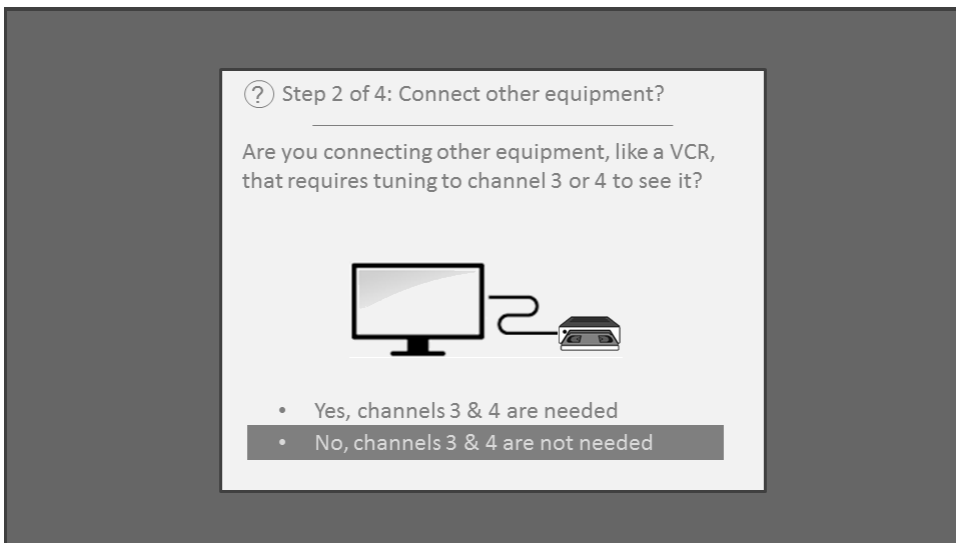 ? Step 2 of 4: Connect other equipment?
Are you connecting other equipment, like a VCR,
that requires tuning to channel 3 or 4 to see it?
• Yes, channels 3 & 4 are needed
• No, channels 3 & 4 are not needed